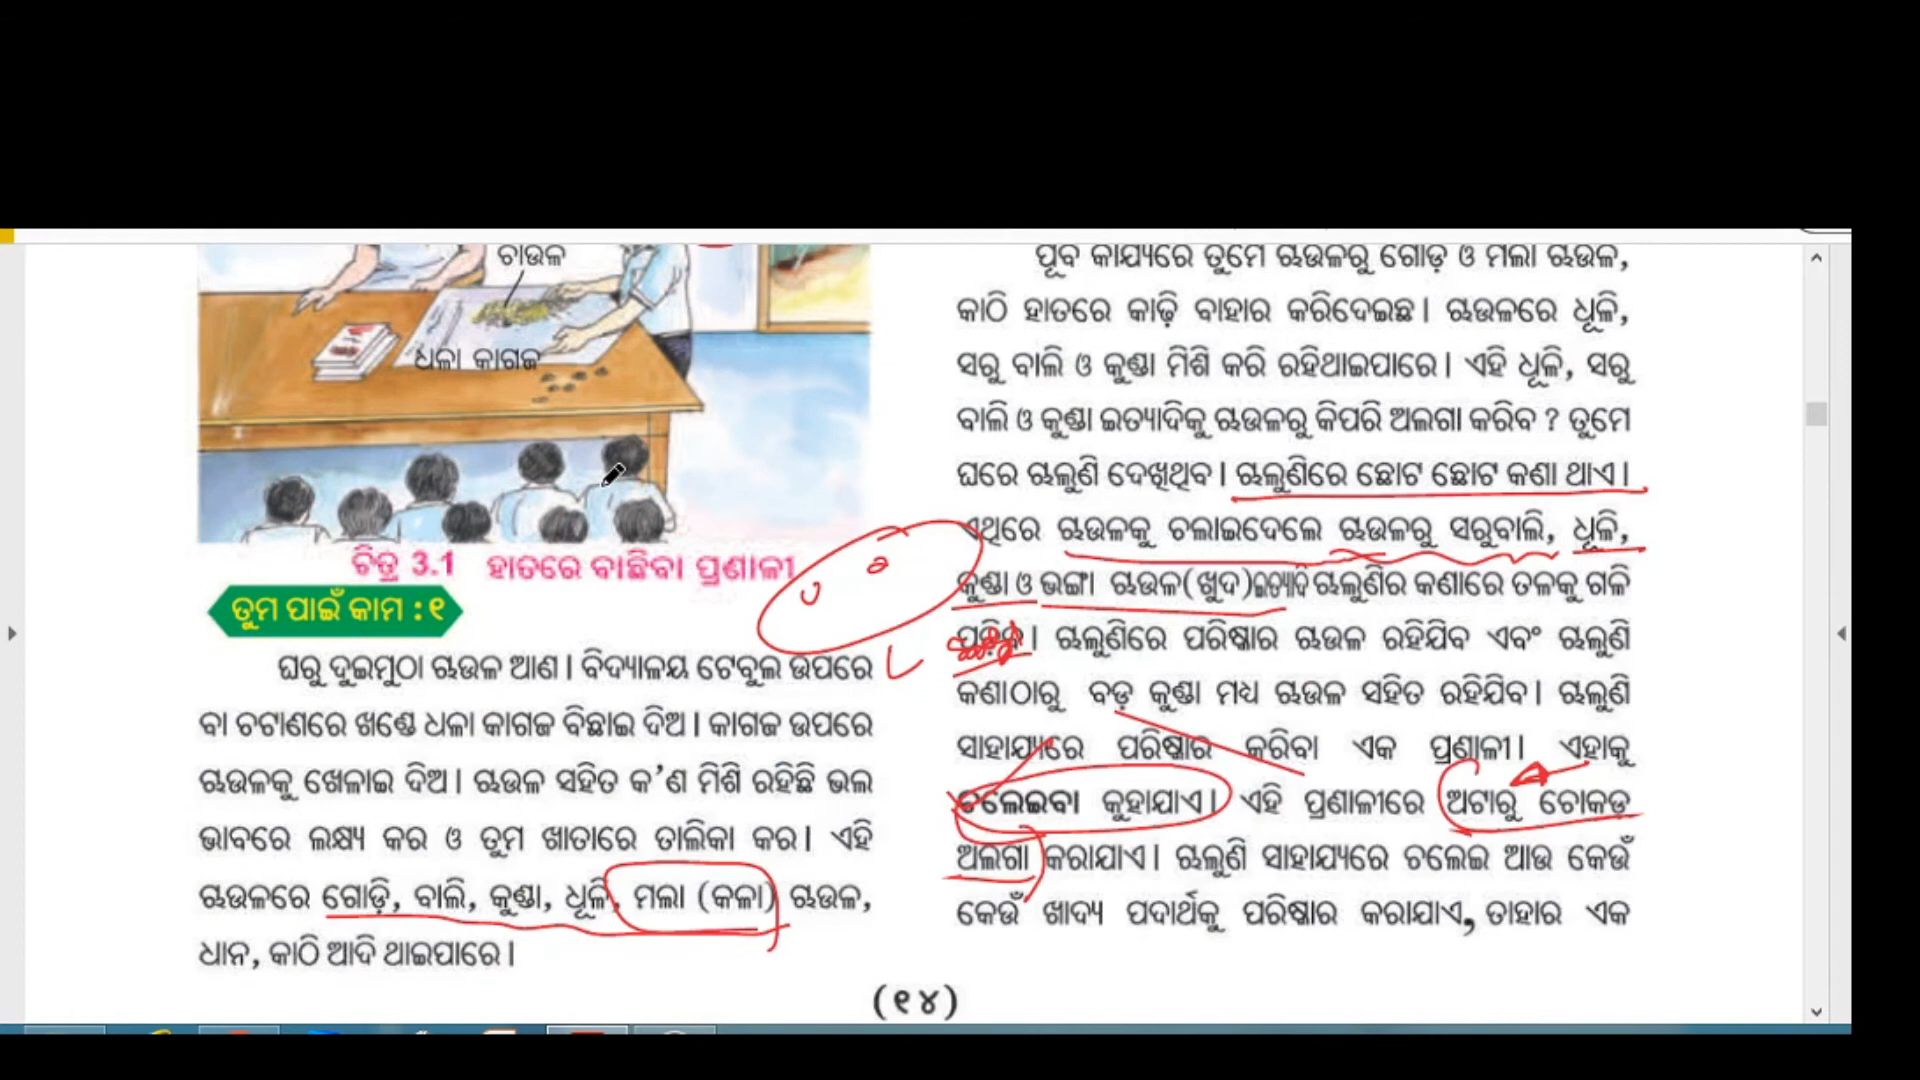 ଚାଉଳ
ଧଳା କାଗଜ
ଚିତ୍ର 3.1 ହାତରେ ବାଛିବା ପ୍ରଣାଳୀ
ତୁମ ପାଇଁ କାମ : ୧
ଘରୁ ଦୁଇମୁଠା ଚାଉଳ ଆଣ । ବିଦ୍ୟାଳୟ ଟେବୁଲ ଉପରେ
ବା ଚଟାଣରେ ଖଣ୍ଡେ ଧଳା କାଗଜ ବିଛାଇ ଦିଅ । କାଗଜ ଉପରେ
ଚାଉଳକୁ ଖେଳାଇ ଦିଅ । ଚାଉଳ ସହିତ କ'ଣ ମିଶି ରହିଛି ଭଲ
ଭାବରେ ଲକ୍ଷ୍ୟ କର ଓ ତୁମ ଖାତାରେ ତାଲିକା କର । ଏହି
ଚାଉଳରେ ଗୋଡ଼ି, ବାଲି, କୁଣ୍ଡା, ଧୂଳି, ମଲା (କଳା) ଚାଉଳ,
ଧାନ, କାଠି ଆଦି ଥାଇପାରେ ।
ପୂର୍ବ କାର୍ଯ୍ୟରେ ତୁମେ ଚାଉଳରୁ ଗୋଡ଼ି ଓ ମଲା ଚାଉଳ,
କାଠି ହାତରେ କାଢ଼ି ବାହାର କରିଦେଇଛ । ଚାଉଳରେ ଧୂଳି,
ସରୁ ବାଲି ଓ କୁଣ୍ଡା ମିଶି କରି ରହିଥାଇପାରେ । ଏହି ଧୂଳି, ସରୁ
ବାଲି ଓ କୁଣ୍ଡା ଇତ୍ୟାଦିକୁ ଚାଉଳରୁ କିପରି ଅଲଗା କରିବ ? ତୁମେ
ଘରେ ଚାଲୁଣି ଦେଖିଥିବ । ଚାଲୁଣିରେ ଛୋଟ ଛୋଟ କଣା ଥାଏ ।
ଏଥିରେ ଚାଉଳକୁ ଚଲାଇଦେଲେ ଚାଉଳରୁ ସରୁବାଲି, ଧୂଳି,
କୁଣ୍ଡା ଓ ଭଙ୍ଗା ଚାଉଳ(ଖୁଦ)ଇତ୍ୟାଦି ଚାଲୁଣିର କଣାରେ ତଳକୁ ଗଳି
ଚାଲୁଣିରେ ପରିଷ୍କାର ଚାଉଳ ରହିଯିବ ଏବଂ ଚାଲୁଣି
କଣାଠାରୁ ବଡ଼ କୁଣ୍ଡା ମଧ୍ୟ ଚାଉଳ ସହିତ ରହିଯିବ । ଚାଲୁଣି
ସାହାଯ୍ୟରେ ପରିଷ୍କାର କରିବା ଏକ ପ୍ରଣାଳୀ । ଏହାକୁ
ଚଲେଇବା କୁହାଯାଏ । ଏହି ପ୍ରଣାଳୀରେ ଅଟାରୁ ଚୋକଡ଼
ଅଲଗା କରାଯାଏ । ଚାଲୁଣି ସାହାଯ୍ୟରେ ଚଲେଇ ଆଉ କେଉଁ
କେଉଁ ଖାଦ୍ୟ ପଦାର୍ଥକୁ ପରିଷ୍କାର କରାଯାଏ, ତାହାର ଏକ
(୧୪)